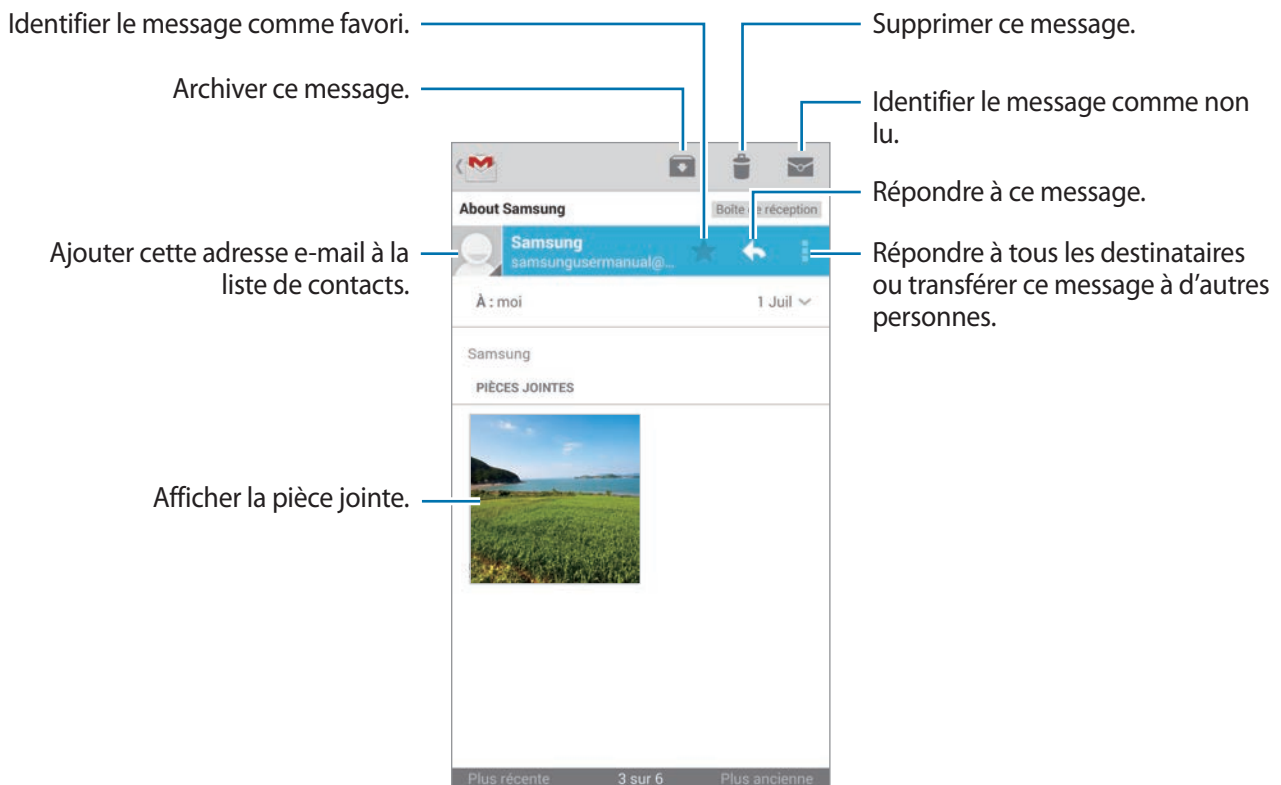 Identifier le message comme favori.
Archiver ce message.
Ajouter cette adresse e-mail à la
liste de contacts.
Afficher la pièce jointe.
Supprimer ce message.
Identifier le message comme non
lu.
Répondre à ce message.
Répondre à tous les destinataires
ou transférer ce message à d'autres
personnes.
About Samsung
Boîte de réception
Samsung
samsungusermanual@...
À : moi
1 Juil
Samsung
PIÈCES JOINTES
Plus récente
3 sur 6
Plus ancienne